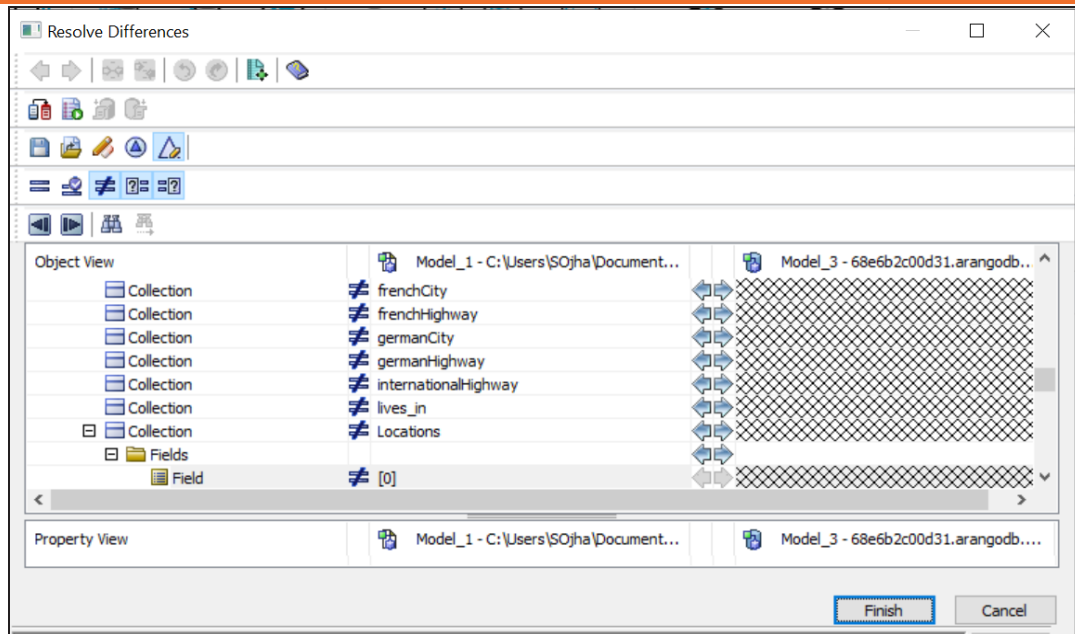 Resolve Differences
Object View Model_1 - C:\Users\SOjha\Document... Model_3 - 68e6b2c00d31.arangodb...
Collection ≠ frenchCity
Collection ≠ frenchHighway
Collection ≠ germanCity
Collection ≠ germanHighway
Collection ≠ internationalHighway
Collection ≠ lives_in
Collection ≠ Locations
Fields
Field ≠ [0]
Property View Model_1 - C:\Users\SOjha\Document... Model_3 - 68e6b2c00d31.arangodb....
Finish Cancel